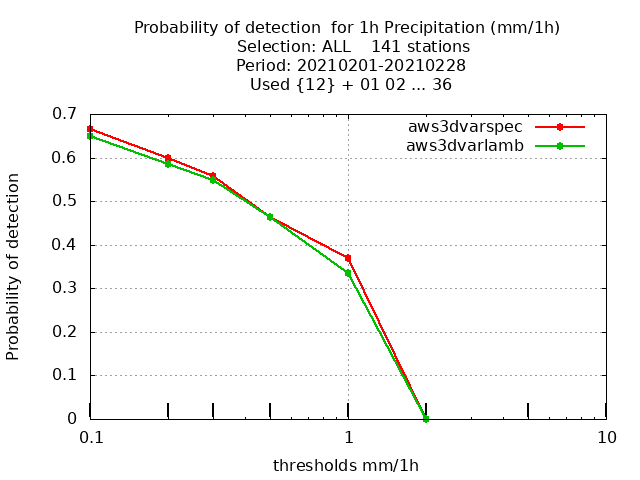 Probability of detection  for 1h Precipitation (mm/1h)
Selection: ALL    141 stations
Period: 20210201-20210228
Used {12} + 01 02 ... 36
aws3dvarspec
aws3dvarlamb
0.7
0.6
0.5
0.4
0.3
0.2
0.1
0
Probability of detection
0.1
1
10
thresholds mm/1h